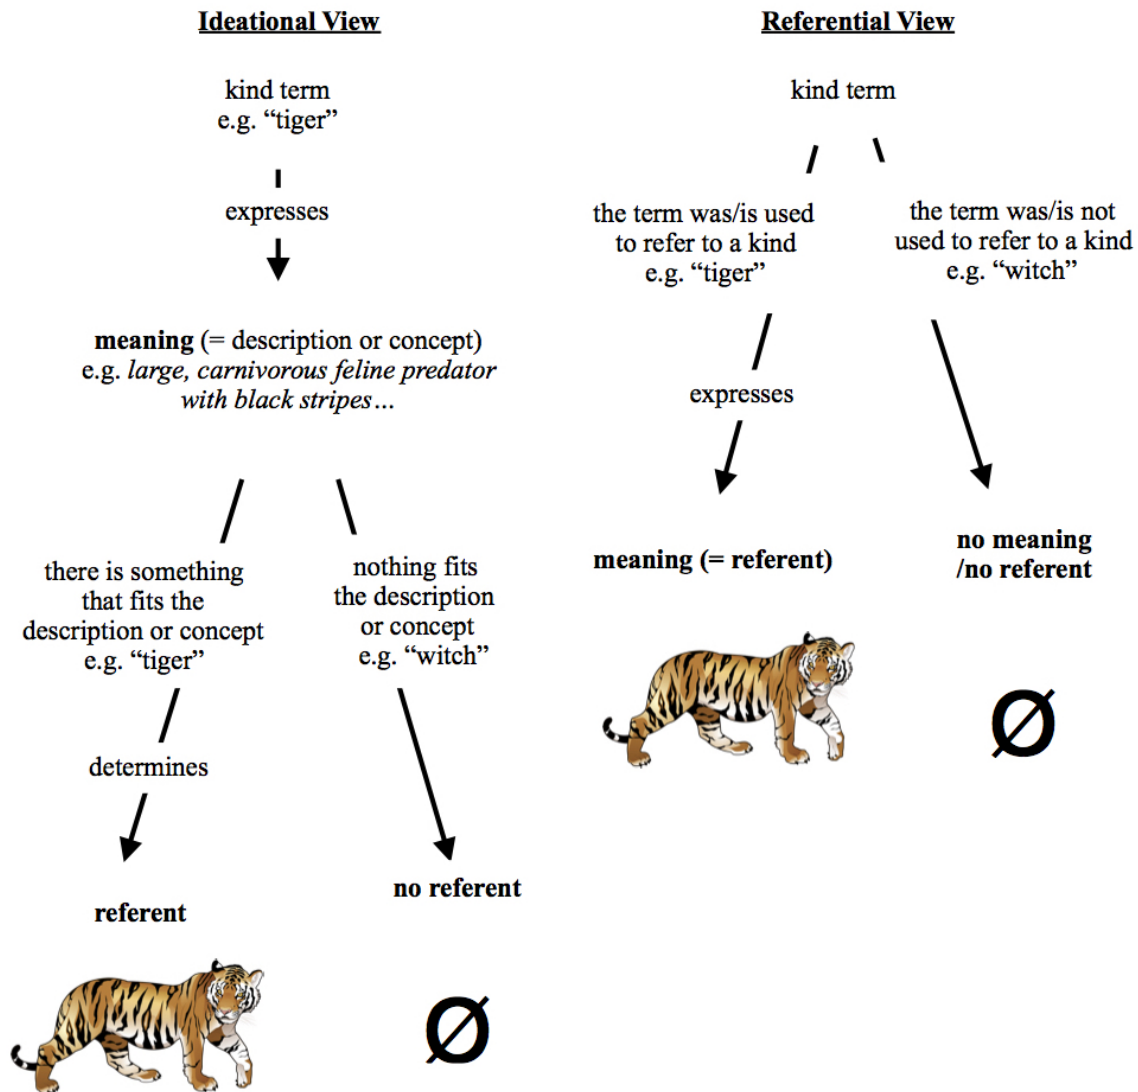 Ideational View
kind term
e.g. “tiger”
expresses
meaning (= description or concept)
e.g. large, carnivorous feline predator
with black stripes…
there is something
that fits the
description or concept
e.g. “tiger”
nothing fits
the description
or concept
e.g. “witch”
determines
referent
no referent
Ø
Referential View
kind term
the term was/is used
to refer to a kind
e.g. “tiger”
the term was/is not
used to refer to a kind
e.g. “witch”
expresses
meaning (= referent)
no meaning
/no referent
Ø